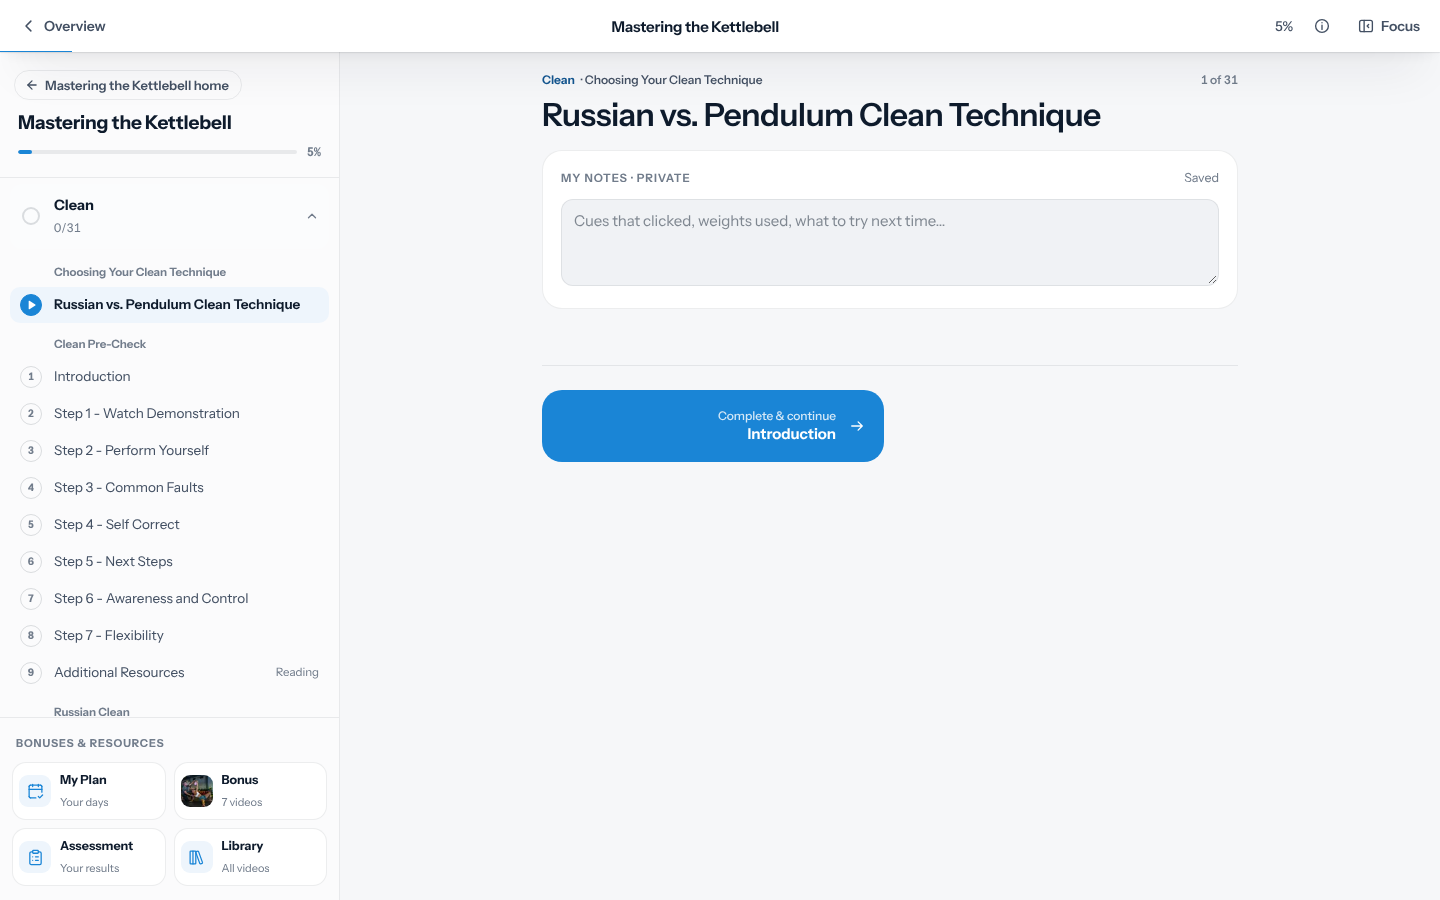 Overview
Mastering the Kettlebell
5%
Focus
Mastering the Kettlebell home
Mastering the Kettlebell
5%
Clean
0/31
Choosing Your Clean Technique
Russian vs. Pendulum Clean Technique
Clean Pre-Check
1 Introduction
2 Step 1 - Watch Demonstration
3 Step 2 - Perform Yourself
4 Step 3 - Common Faults
5 Step 4 - Self Correct
6 Step 5 - Next Steps
7 Step 6 - Awareness and Control
8 Step 7 - Flexibility
9 Additional Resources Reading
Russian Clean
BONUSES & RESOURCES
My Plan
Your days
Bonus
7 videos
Assessment
Your results
Library
All videos
Clean · Choosing Your Clean Technique
1 of 31
Russian vs. Pendulum Clean Technique
MY NOTES · PRIVATE
Saved
Cues that clicked, weights used, what to try next time...
Complete & continue
Introduction